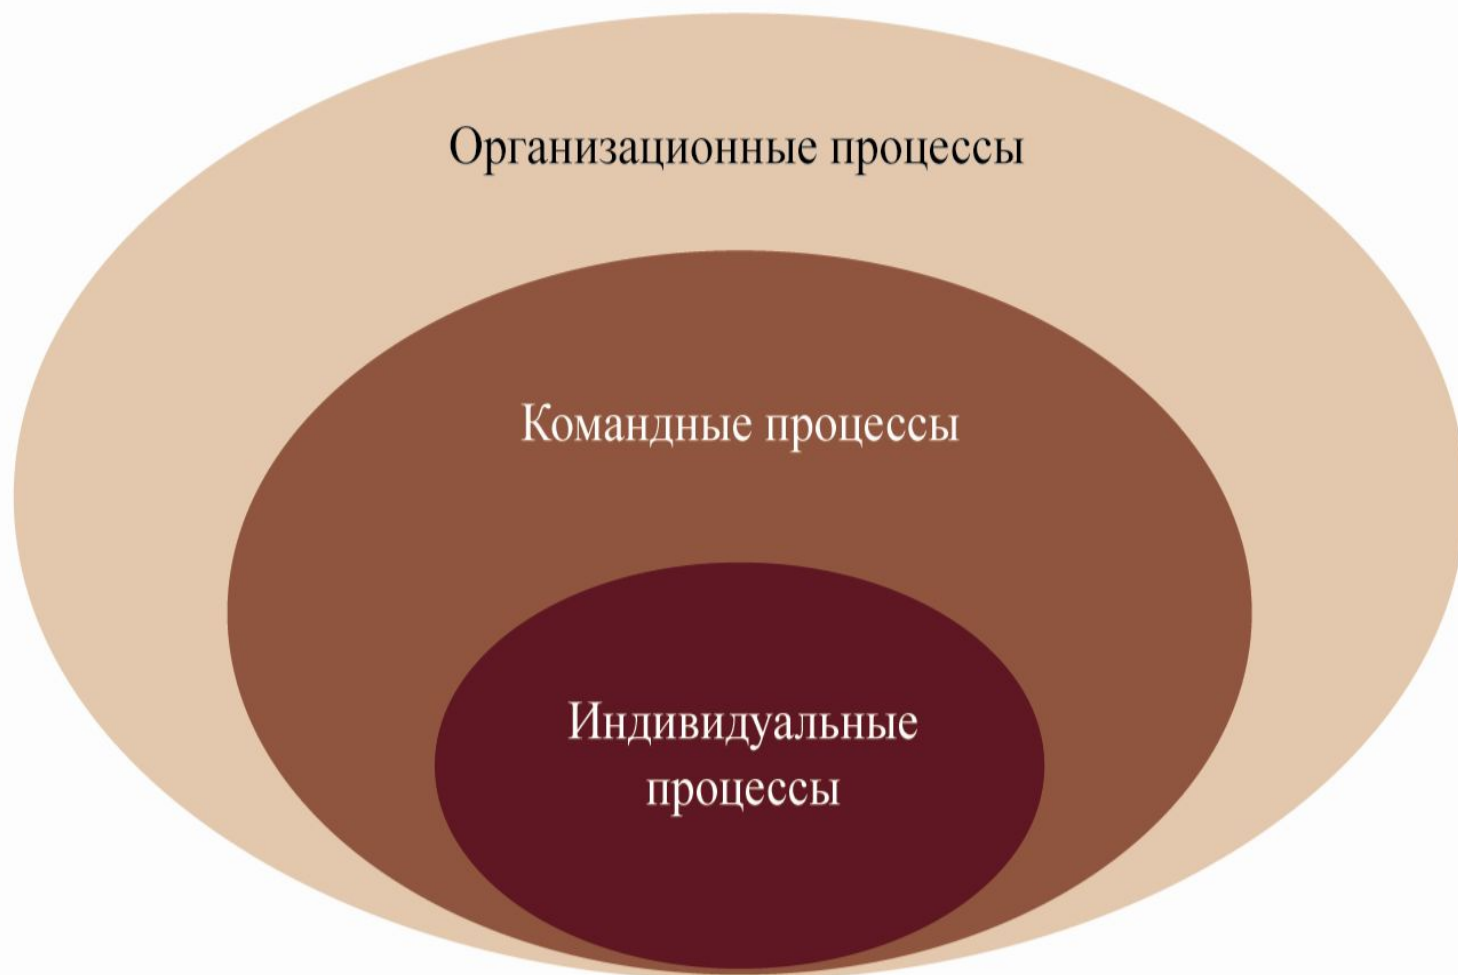 Организационные процессы
Командные процессы
Индивидуальные
процессы